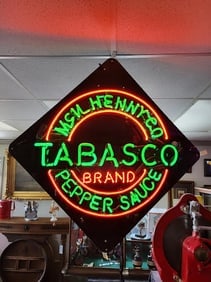 McILHENNY CO.
TABASCO
BRAND
PEPPER SAUCE